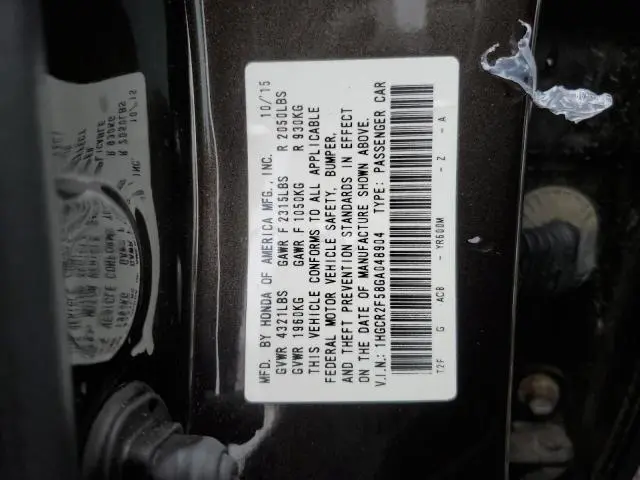 MFD. BY HONDA OF AMERICA MFG., INC. 10/15
GVWR 4321LBS GAWR F 2315LBS R 2050LBS
GVWR 1960KG GAWR F 1050KG R 930KG
THIS VEHICLE CONFORMS TO ALL APPLICABLE
FEDERAL MOTOR VEHICLE SAFETY, BUMPER,
AND THEFT PREVENTION STANDARDS IN EFFECT
ON THE DATE OF MANUFACTURE SHOWN ABOVE.
V.I.N.: 1HGCR2F58GA048904 TYPE: PASSENGER CAR
T2F G ACB - YR600M - Z - A